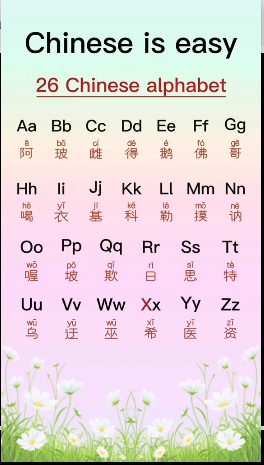 Chinese is easy
26 Chinese alphabet
Aa Bb Cc Dd Ee Ff Gg
ā bō cí dé é fó gē
阿 玻 雌 得 鹅 佛 哥
Hh Ii Jj Kk Ll Mm Nn
hē yī jī kē lè mō nè
喝 衣 基 科 勒 摸 讷
Oo Pp Qq Rr Ss Tt
wō pō qī rì sī tè
喔 坡 欺 日 思 特
Uu Vv Ww Xx Yy Zz
wū yū wū xī yī zī
乌 迂 巫 希 医 资